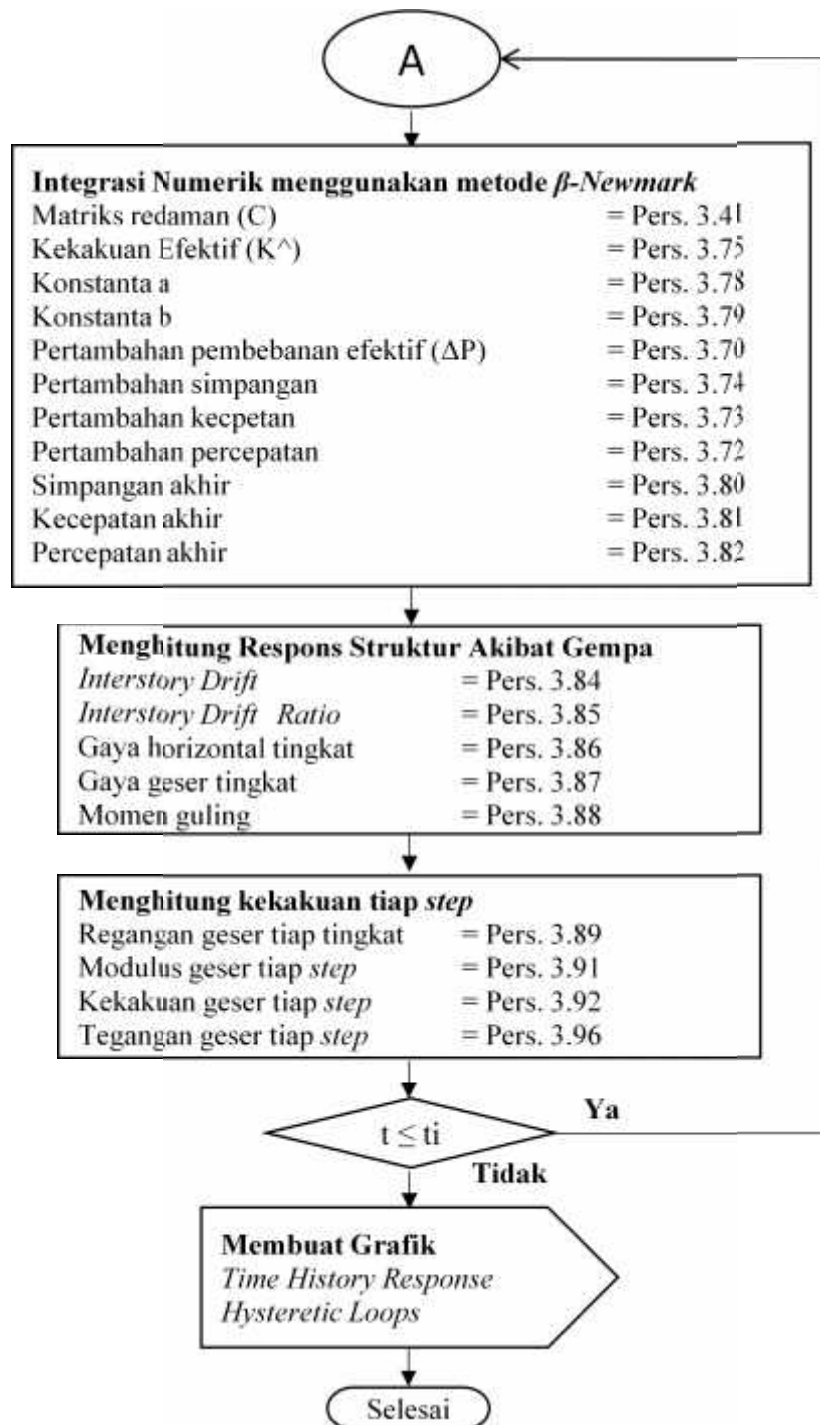 A
Integrasi Numerik menggunakan metode β-Newmark
Matriks redaman (C) = Pers. 3.41
Kekakuan Efektif (K^) = Pers. 3.75
Konstanta a = Pers. 3.78
Konstanta b = Pers. 3.79
Pertambahan pembebanan efektif (ΔP) = Pers. 3.70
Pertambahan simpangan = Pers. 3.74
Pertambahan kecpetan = Pers. 3.73
Pertambahan percepatan = Pers. 3.72
Simpangan akhir = Pers. 3.80
Kecepatan akhir = Pers. 3.81
Percepatan akhir = Pers. 3.82
Menghitung Respons Struktur Akibat Gempa
Interstory Drift = Pers. 3.84
Interstory Drift Ratio = Pers. 3.85
Gaya horizontal tingkat = Pers. 3.86
Gaya geser tingkat = Pers. 3.87
Momen guling = Pers. 3.88
Menghitung kekakuan tiap step
Regangan geser tiap tingkat = Pers. 3.89
Modulus geser tiap step = Pers. 3.91
Kekakuan geser tiap step = Pers. 3.92
Tegangan geser tiap step = Pers. 3.96
t ≤ ti
Ya
Tidak
Membuat Grafik
Time History Response
Hysteretic Loops
Selesai